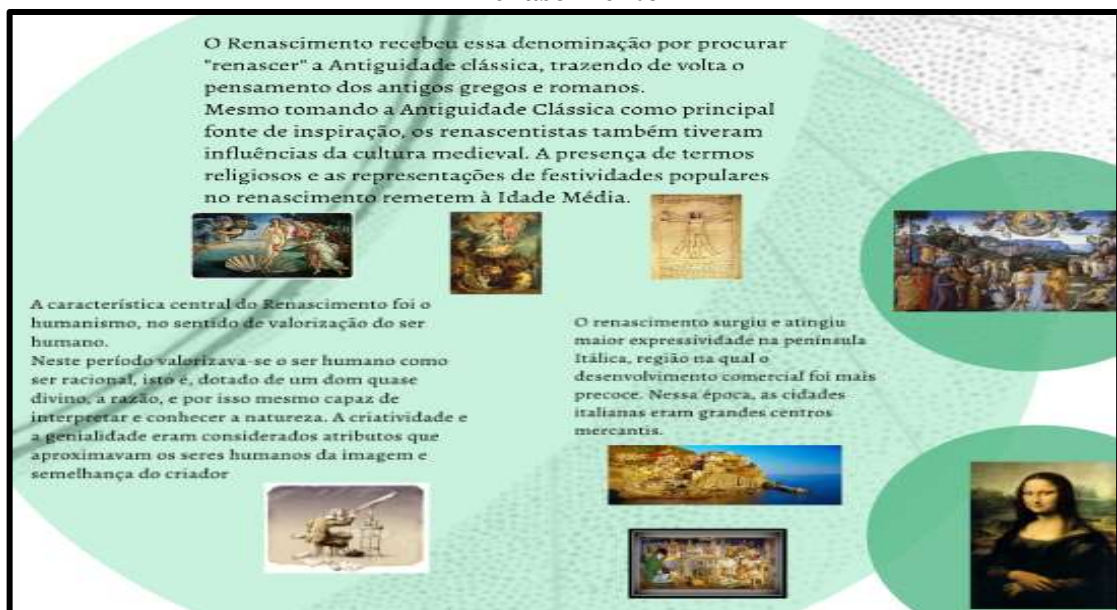 O Renascimento recebeu essa denominação por procurar
"renascer" a Antiguidade clássica, trazendo de volta o
pensamento dos antigos gregos e romanos.
Mesmo tomando a Antiguidade Clássica como principal
fonte de inspiração, os renascentistas também tiveram
influências da cultura medieval. A presença de termos
religiosos e as representações de festividades populares
no renascimento remetem à Idade Média.
A característica central do Renascimento foi o
humanismo, no sentido de valorização do ser
humano.
Neste período valorizava-se o ser humano como
ser racional, isto é, dotado de um dom quase
divino, a razão, e por isso mesmo capaz de
interpretar e conhecer a natureza. A criatividade e
a genialidade eram considerados atributos que
aproximavam os seres humanos da imagem e
semelhança do criador
O renascimento surgiu e atingiu
maior expressividade na península
Itálica, região na qual o
desenvolvimento comercial foi mais
precoce. Nessa época, as cidades
italianas eram grandes centros
mercantis.